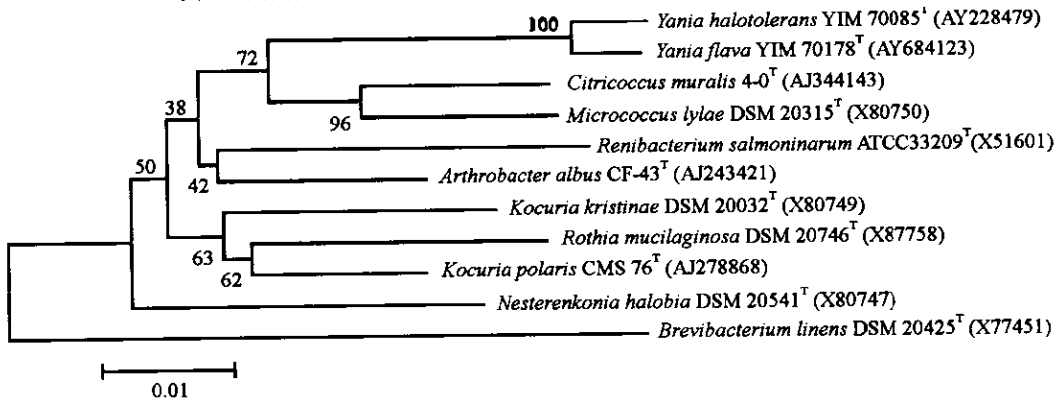 100
Yania halotolerans YIM 70085ᵀ (AY228479)
Yania flava YIM 70178ᵀ (AY684123)
72
Citricoccus muralis 4-0ᵀ (AJ344143)
96
Micrococcus lylae DSM 20315ᵀ (X80750)
38
Renibacterium salmoninarum ATCC33209ᵀ(X51601)
42
Arthrobacter albus CF-43ᵀ (AJ243421)
50
Kocuria kristinae DSM 20032ᵀ (X80749)
63
Rothia mucilaginosa DSM 20746ᵀ (X87758)
62
Kocuria polaris CMS 76ᵀ (AJ278868)
Nesterenkonia halobia DSM 20541ᵀ (X80747)
Brevibacterium linens DSM 20425ᵀ (X77451)
0.01